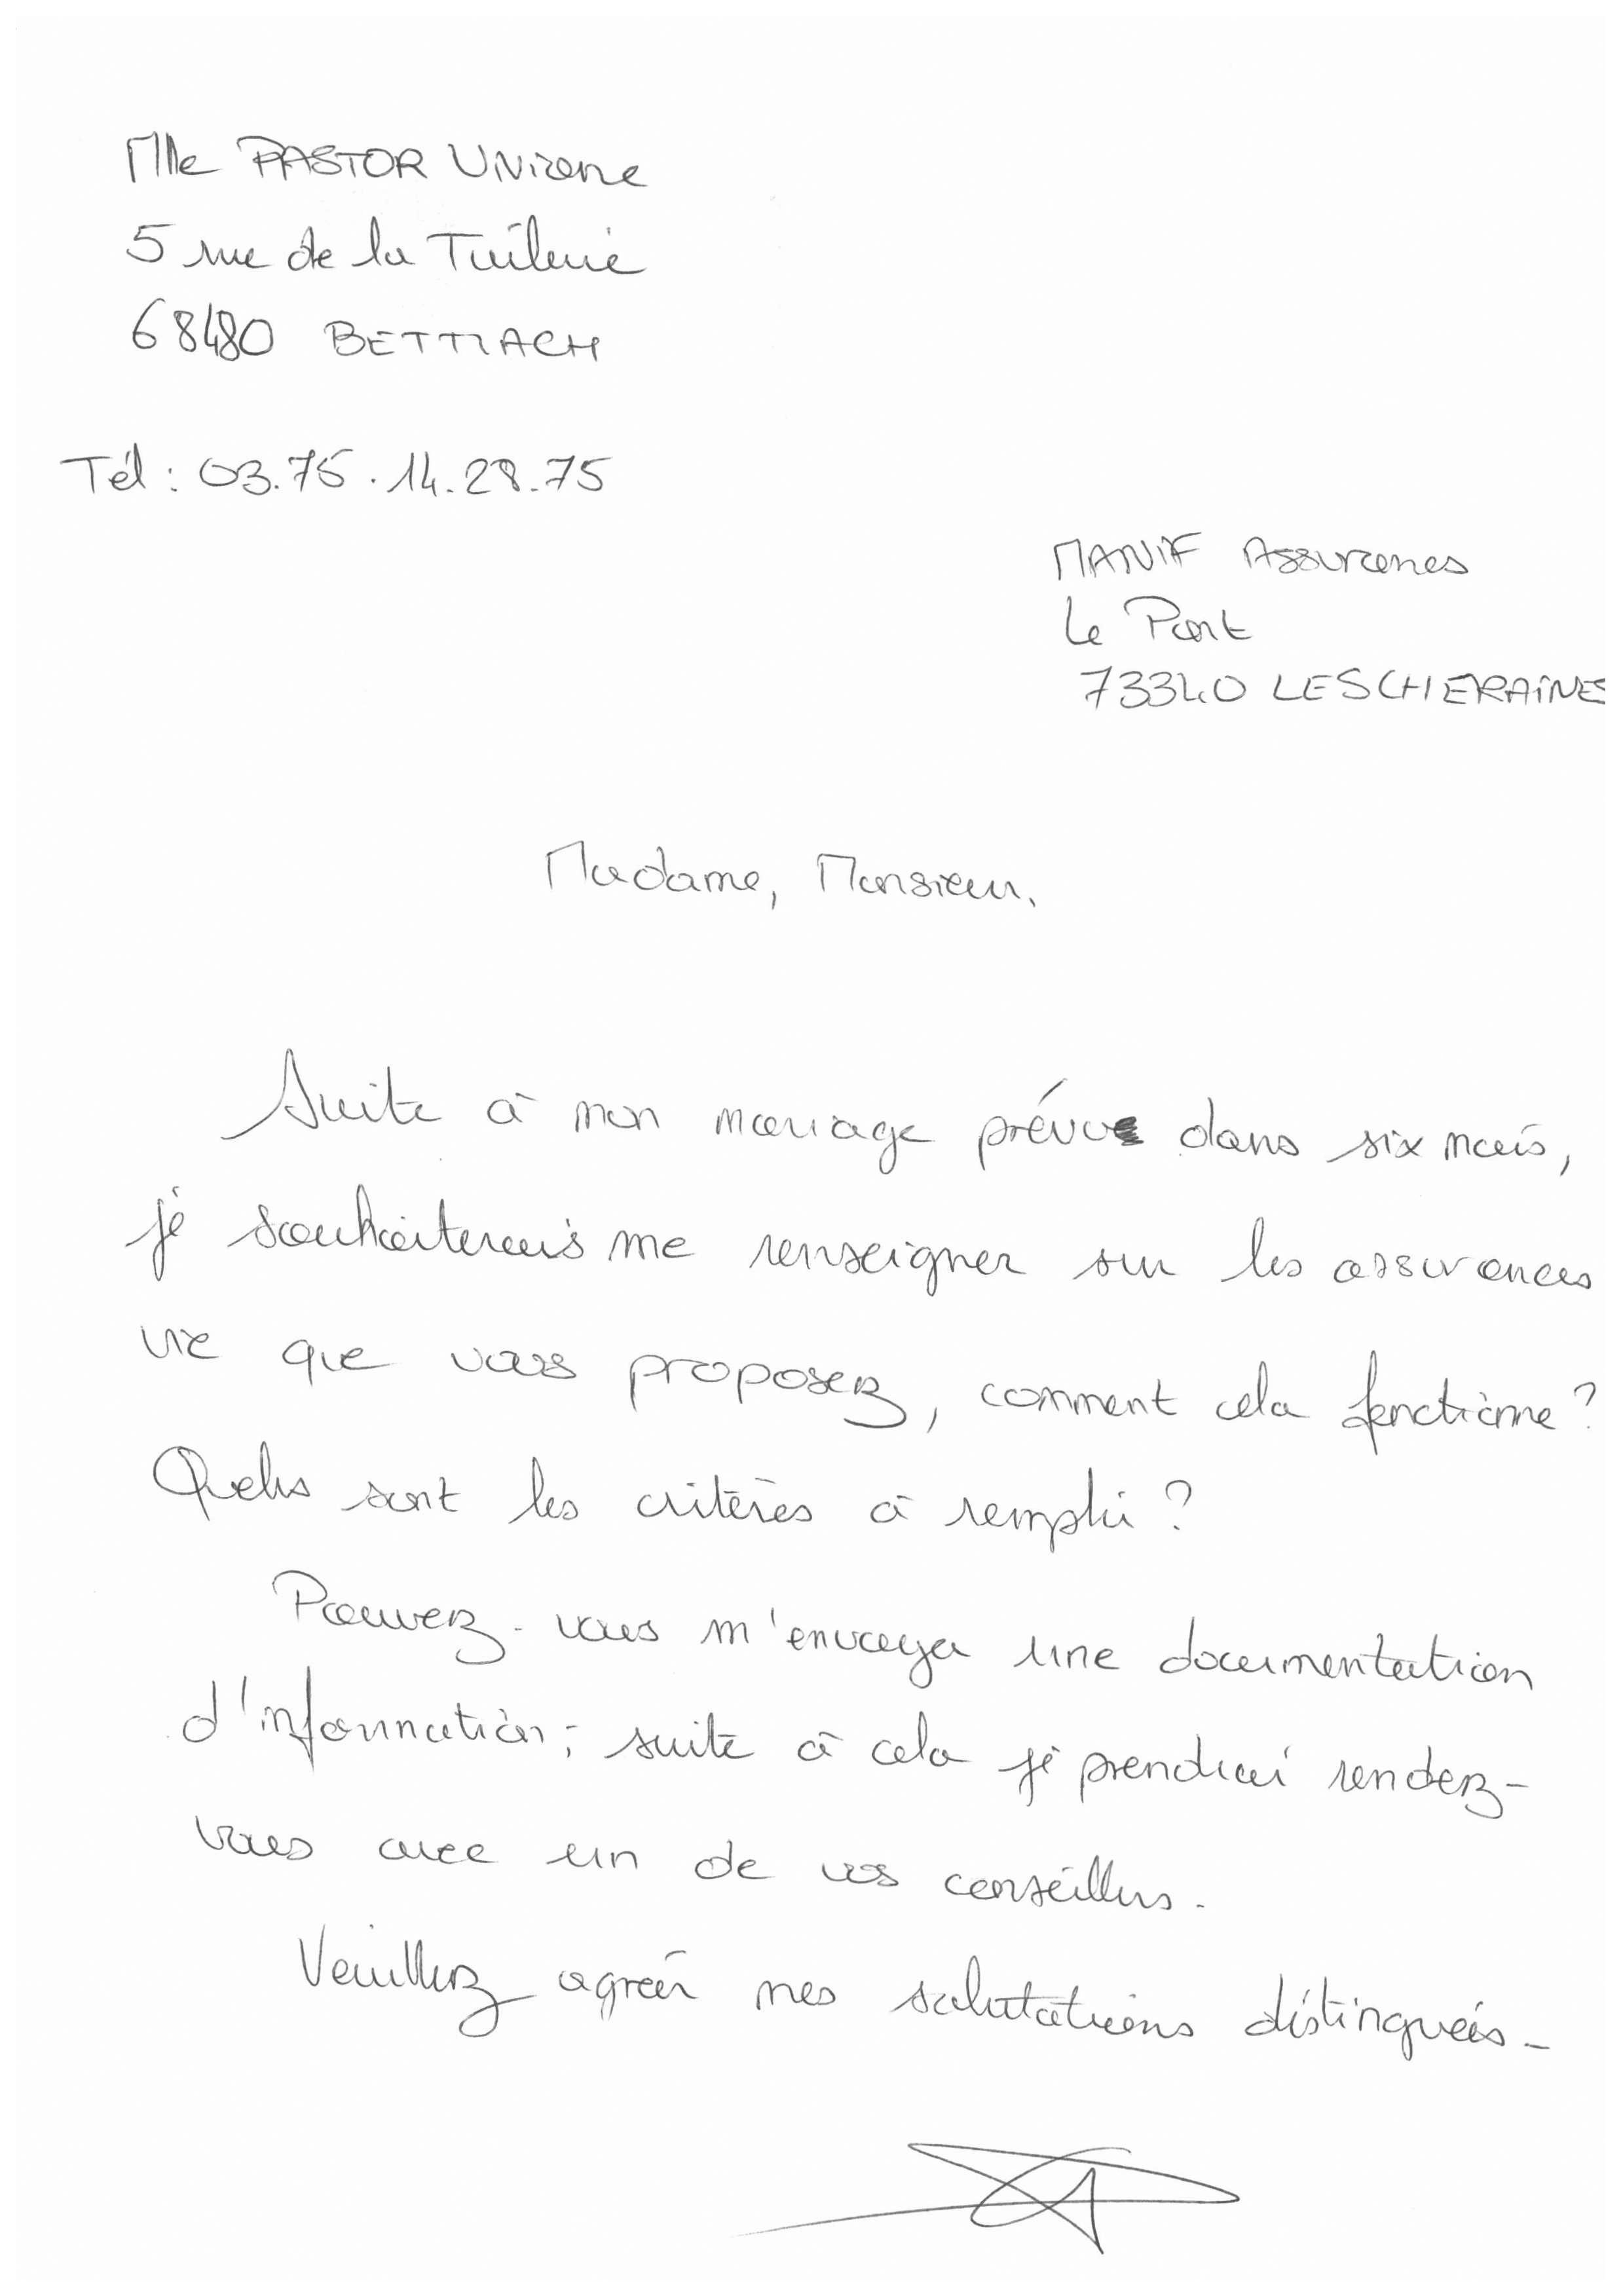 Mlle PASTOR Viviane
5 rue de la Tuilerie
68480 BETTLACH
Tél : 03.75.14.28.75
MANIF Assurances
Le Pont
73340 LESCHERAINES
Madame, Monsieur,
Suite à mon mariage prévu dans six mois,
je souhaiterais me renseigner sur les assurances
vie que vous proposez, comment cela fonctionne ?
Quels sont les critères à remplir ?
Pouvez-vous m'envoyer une documentation
d'information ; suite à cela je prendrai rendez-
vous avec un de vos conseillers.
Veuillez agréer mes salutations distinguées.